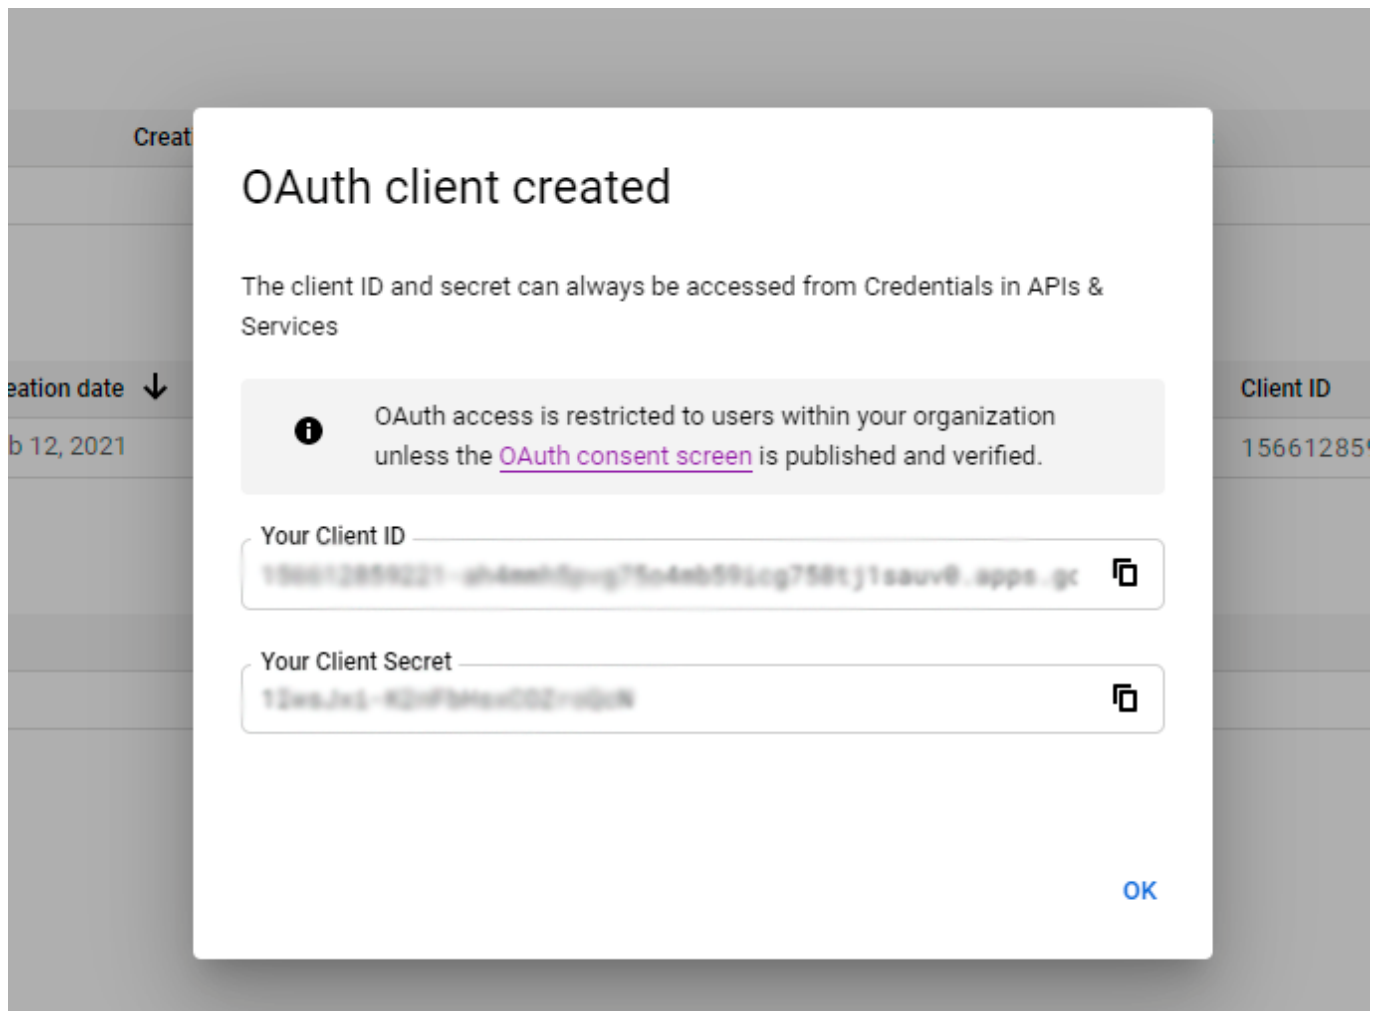 Creat
OAuth client created
The client ID and secret can always be accessed from Credentials in APIs &
Services
eation date
Client ID
OAuth access is restricted to users within your organization
unless the OAuth consent screen is published and verified.
b 12, 2021
15661285
Your Client ID
Your Client Secret
OK